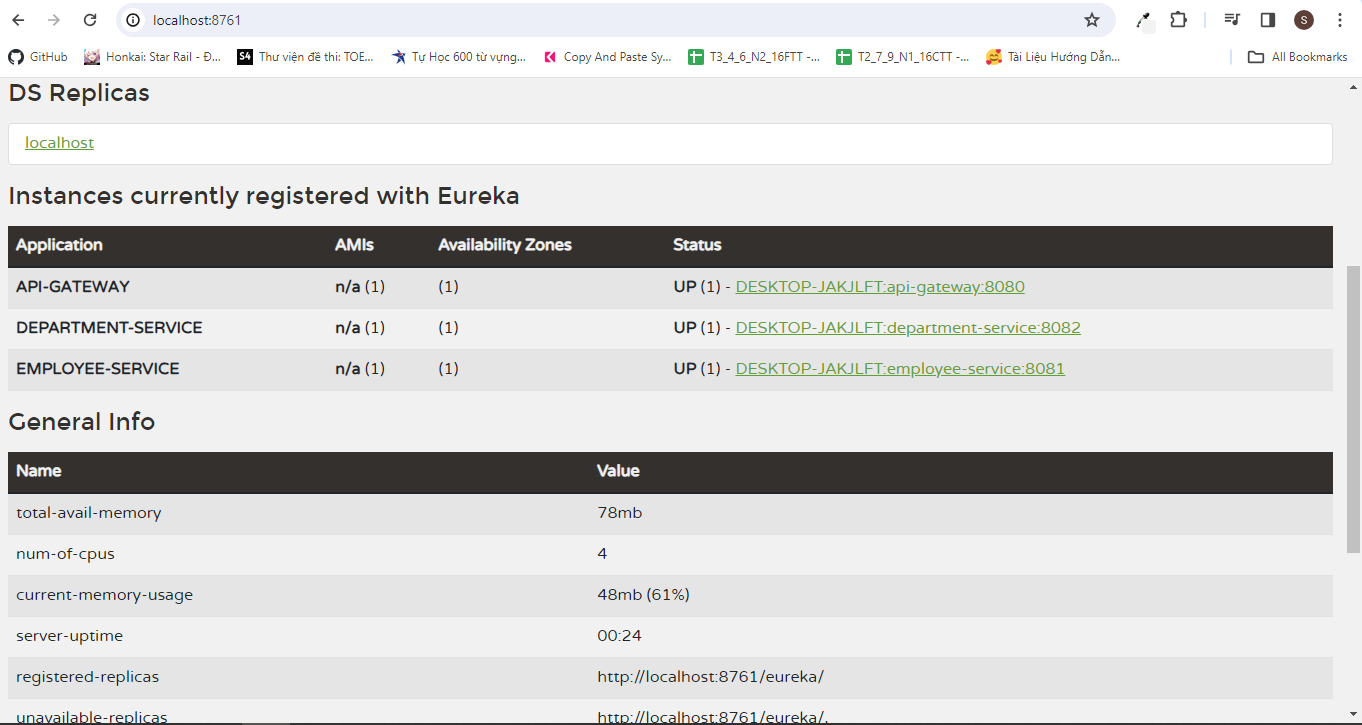 localhost:8761
S
GitHub Honkai: Star Rail - Đ... S4 Thư viện đề thi: TOE... Tự Học 600 từ vựng... Copy And Paste Sy... T3_4_6_N2_16FTT -... T2_7_9_N1_16CTT -... Tài Liệu Hướng Dẫn... All Bookmarks
DS Replicas
localhost
Instances currently registered with Eureka
Application AMIs Availability Zones Status
API-GATEWAY n/a (1) (1) UP (1) - DESKTOP-JAKJLFT:api-gateway:8080
DEPARTMENT-SERVICE n/a (1) (1) UP (1) - DESKTOP-JAKJLFT:department-service:8082
EMPLOYEE-SERVICE n/a (1) (1) UP (1) - DESKTOP-JAKJLFT:employee-service:8081
General Info
Name Value
total-avail-memory 78mb
num-of-cpus 4
current-memory-usage 48mb (61%)
server-uptime 00:24
registered-replicas http://localhost:8761/eureka/
unavailable-replicas http://localhost:8761/eureka/,